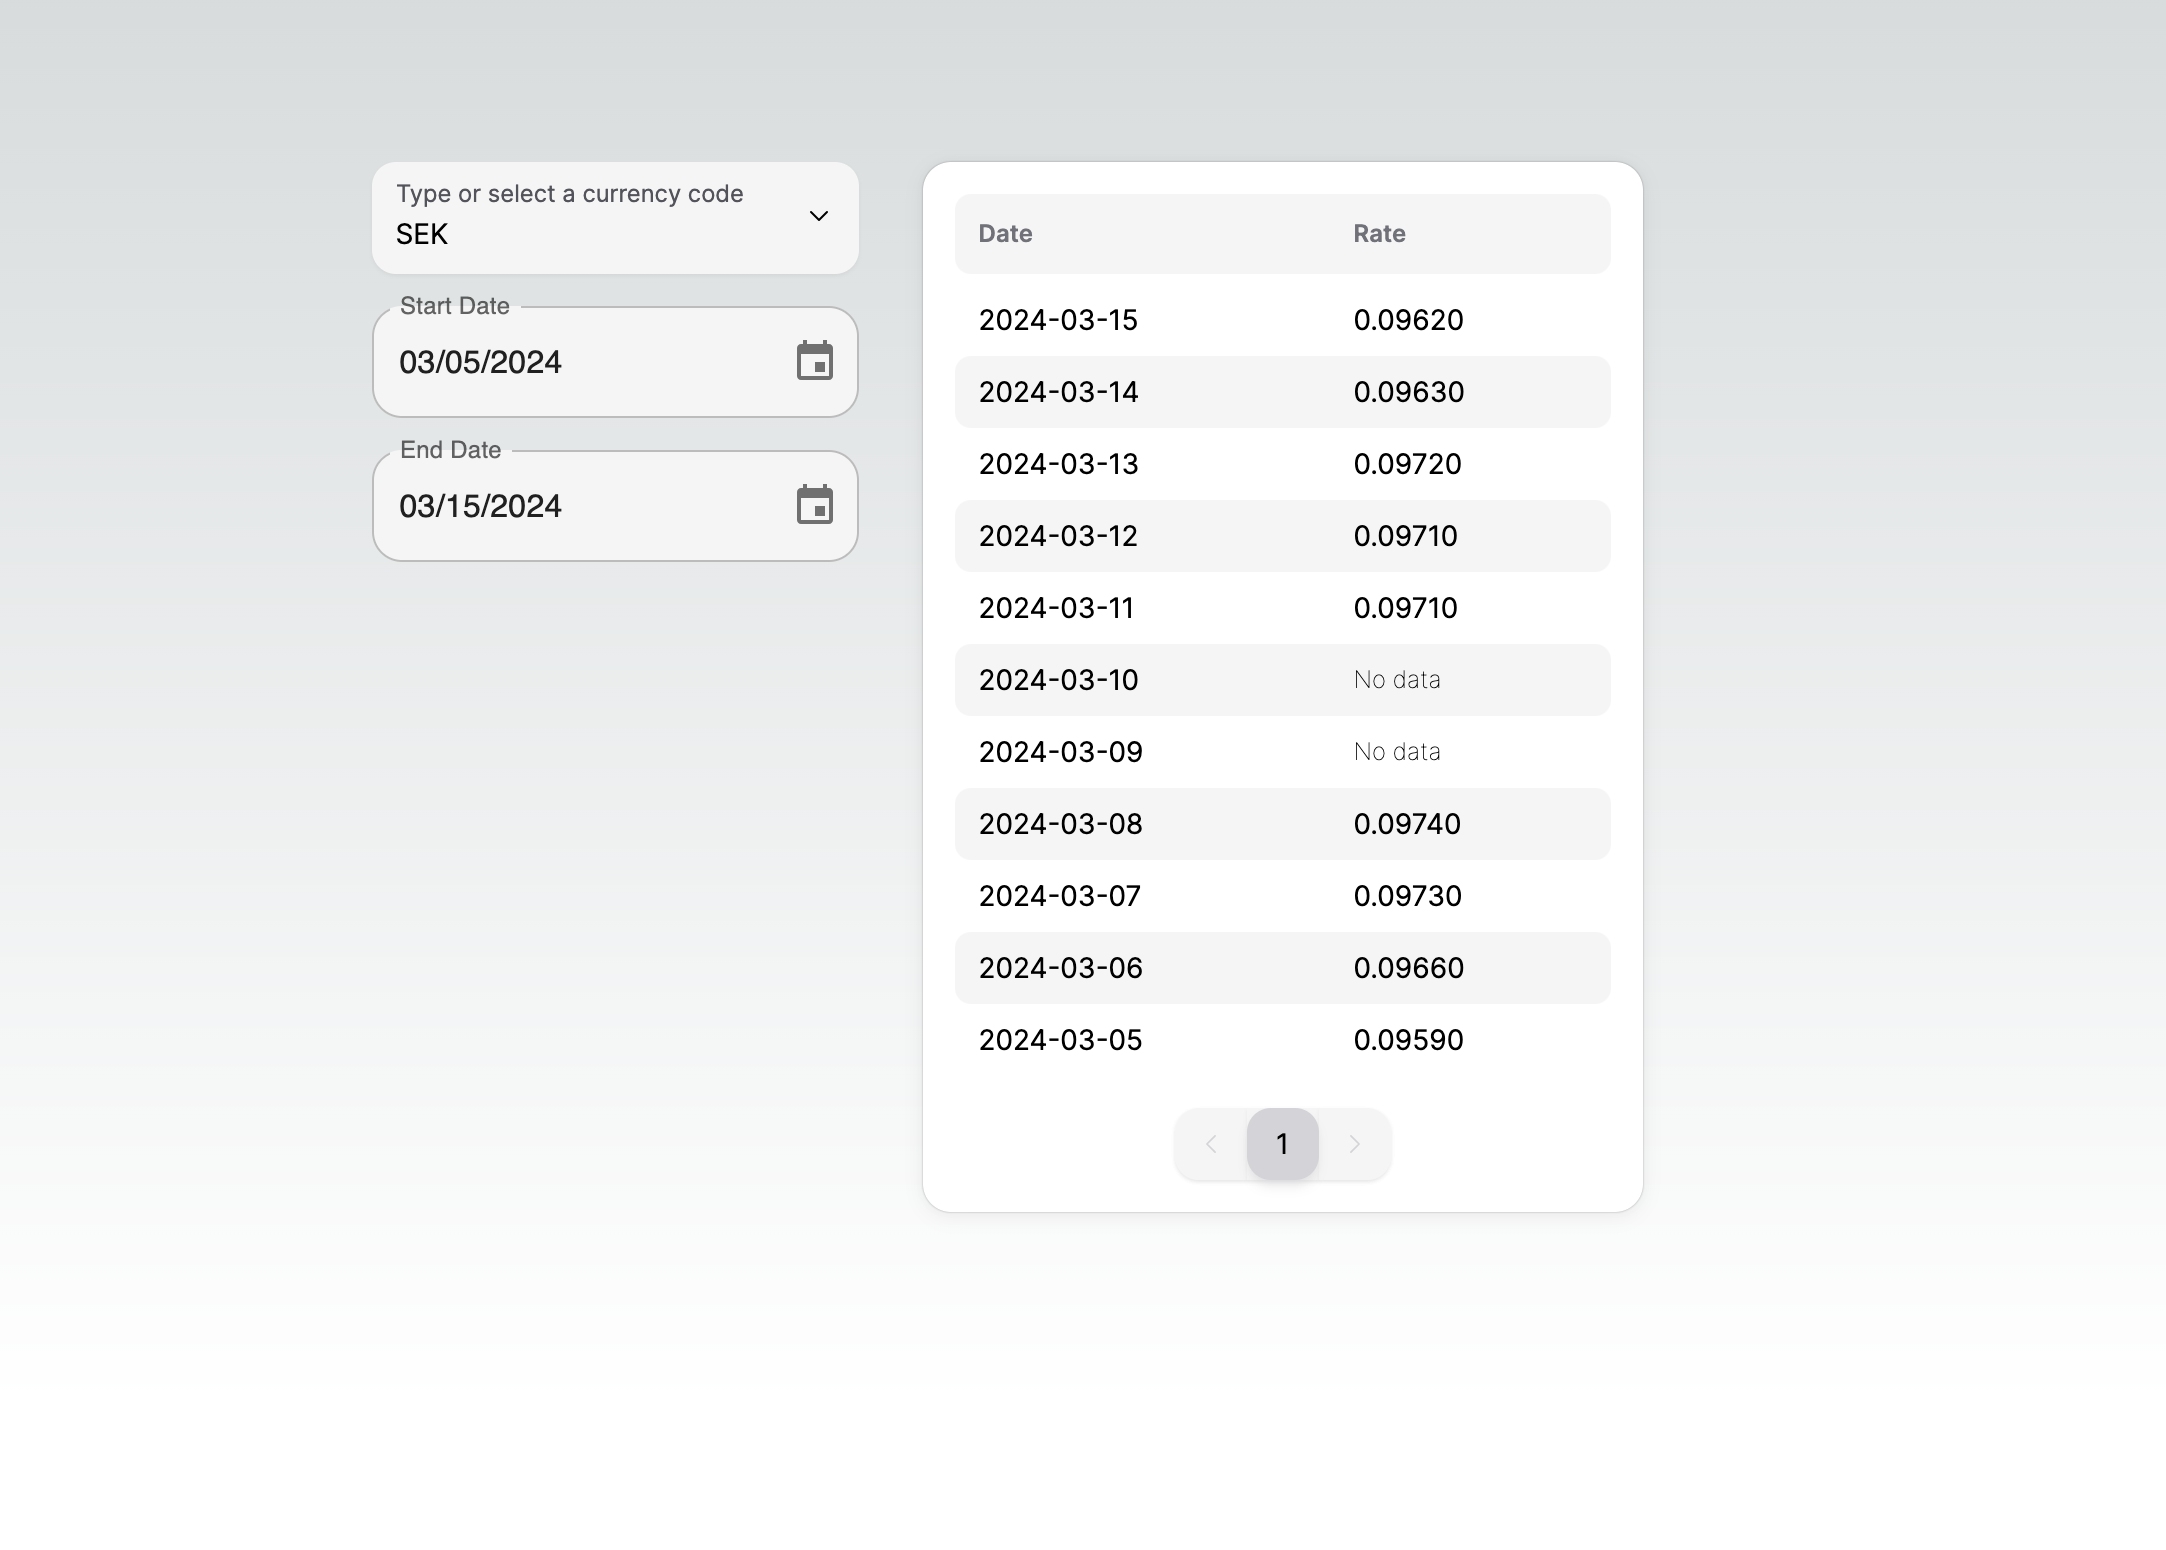 Type or select a currency code
SEK
Start Date
03/05/2024
End Date
03/15/2024
Date Rate
2024-03-15 0.09620
2024-03-14 0.09630
2024-03-13 0.09720
2024-03-12 0.09710
2024-03-11 0.09710
2024-03-10 No data
2024-03-09 No data
2024-03-08 0.09740
2024-03-07 0.09730
2024-03-06 0.09660
2024-03-05 0.09590
1